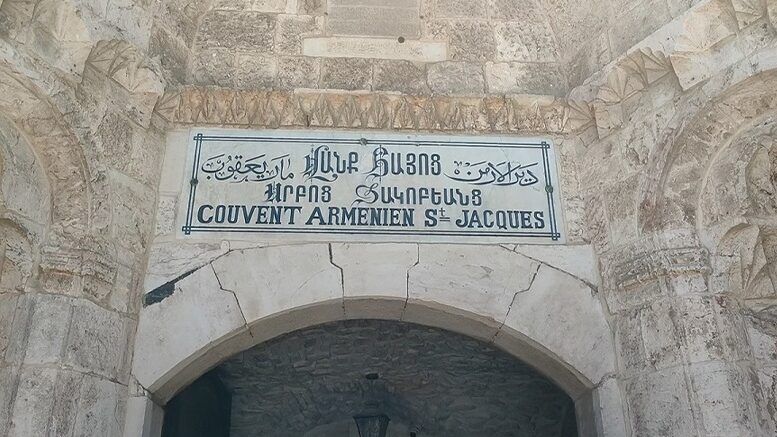 دير الارمن ՎԱՆՔ ՀԱՅՈՑ مار يعقوب
ՍՐԲՈՑ ՅԱԿՈԲԵԱՆՑ
COUVENT ARMENIEN St JACQUES